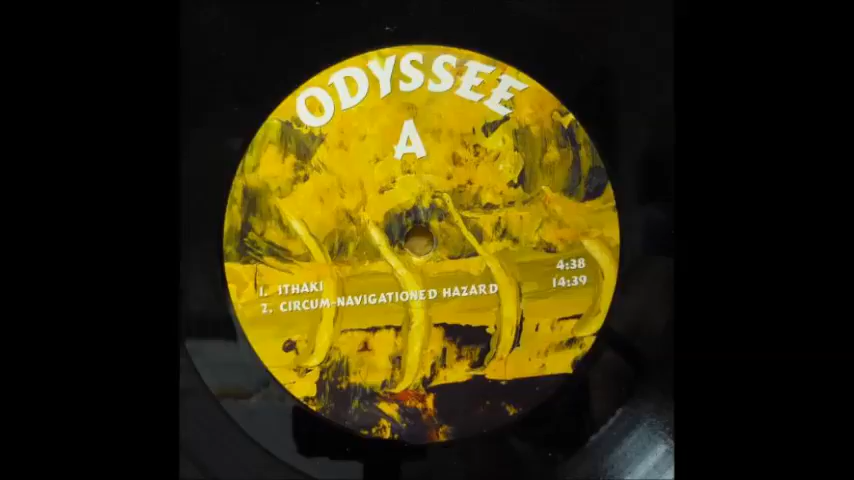 ODYSSEE
A
1. ITHAKI 4:38
2. CIRCUM-NAVIGATIONED HAZARD 14:39